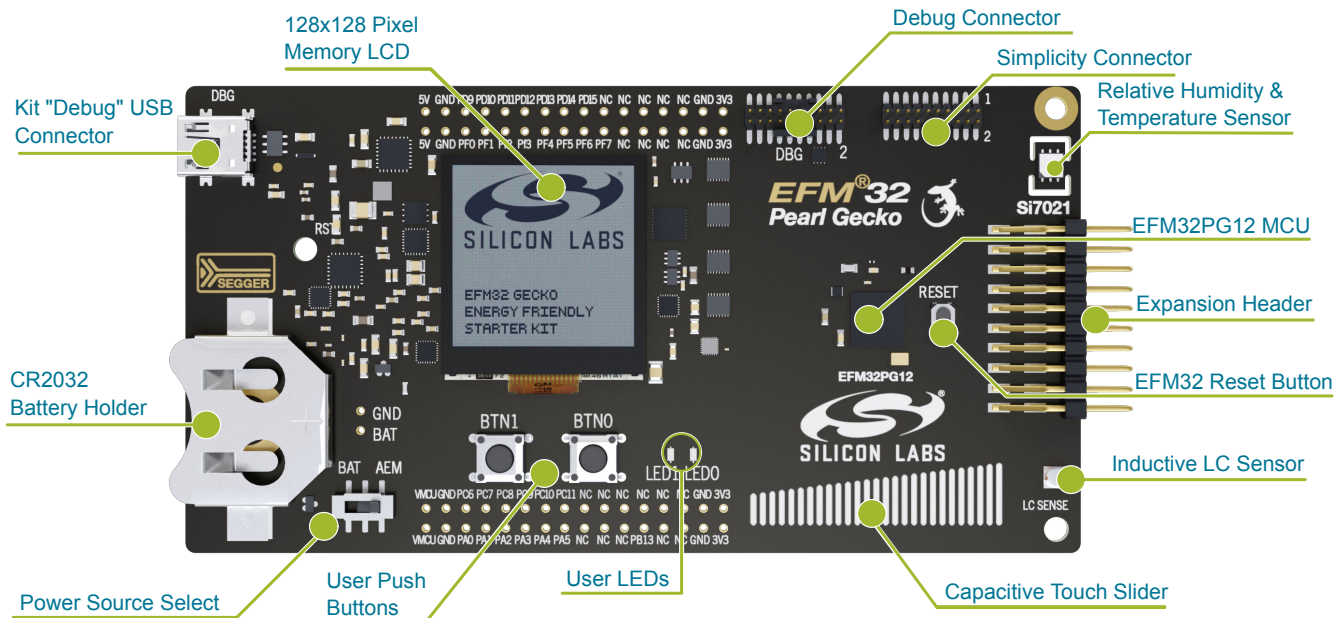 128x128 Pixel
Memory LCD
Debug Connector
Simplicity Connector
Relative Humidity &
Temperature Sensor
Kit "Debug" USB
Connector
DBG
5V GND PD9 PD10 PD11 PD12 PD13 PD14 PD15 NC NC NC NC GND 3V3
1
2
5V GND PF0 PF1 PF2 PF3 PF4 PF5 PF6 PF7 NC NC NC GND 3V3
DBG
2
EFM®32
Pearl Gecko
Si7021
RST
SEGGER
SILICON LABS
EFM32 GECKO
ENERGY FRIENDLY
STARTER KIT
EFM32PG12 MCU
RESET
Expansion Header
EFM32PG12
EFM32 Reset Button
CR2032
Battery Holder
GND
BAT
BTN1
BTN0
SILICON LABS
®
BAT AEM
LED1 LED0
Inductive LC Sensor
VMCU GND PC6 PC7 PC8 PC9 PC10 PC11 NC NC NC NC NC GND 3V3
LC SENSE
VMCU GND PA0 PA1 PA2 PA3 PA4 PA5 NC NC NC PB13 NC NC GND 3V3
Power Source Select
User Push
Buttons
User LEDs
Capacitive Touch Slider